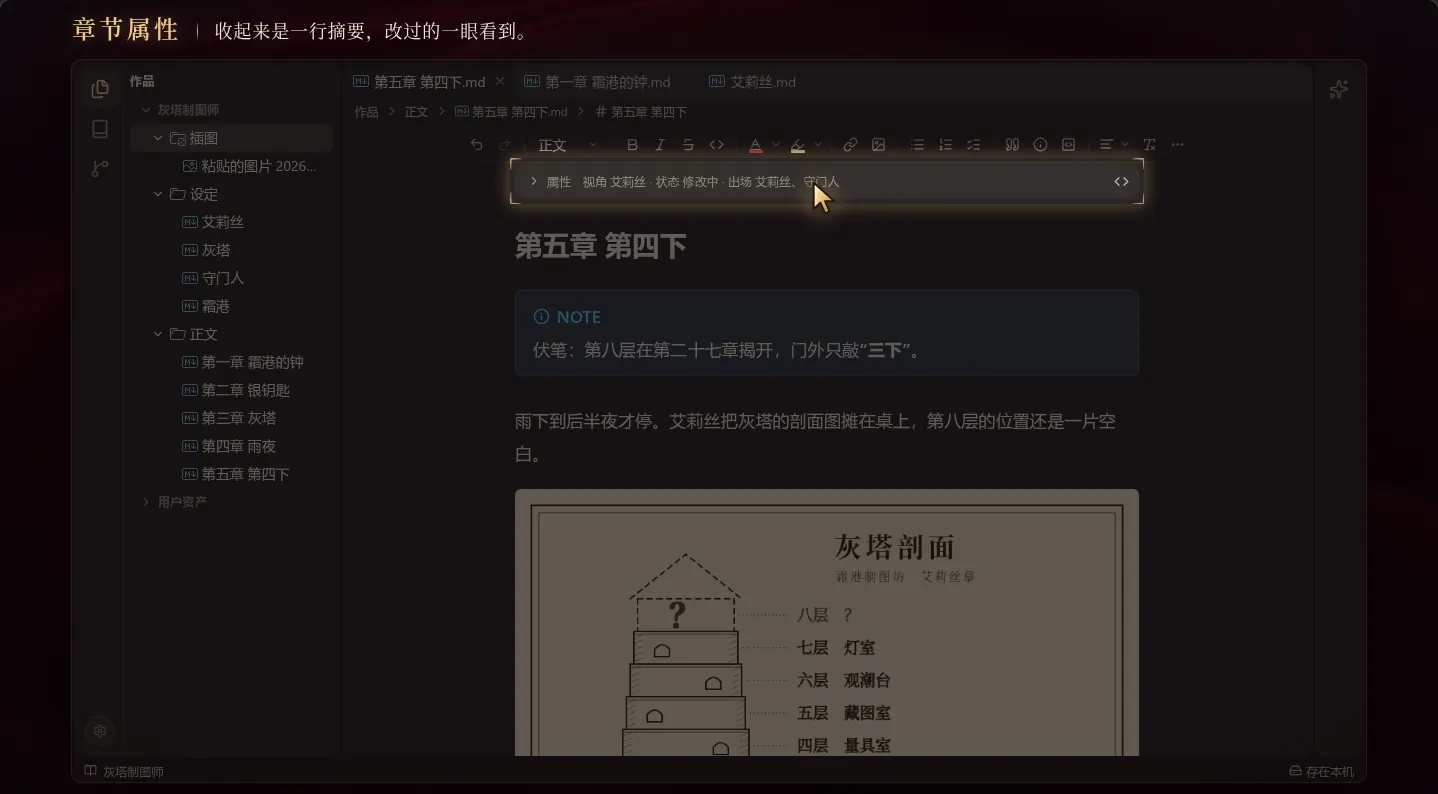 章节属性 | 收起来是一行摘要，改过的一眼看到。
作品
灰塔制图师
插图
粘贴的图片 2026...
设定
艾莉丝
灰塔
守门人
霜港
正文
第一章 霜港的钟
第二章 银钥匙
第三章 灰塔
第四章 雨夜
第五章 第四下
用户资产
第五章 第四下.md
第一章 霜港的钟.md
艾莉丝.md
作品 > 正文 > 第五章 第四下.md > # 第五章 第四下
正文
属性 视角 艾莉丝 · 状态 修改中 · 出场 艾莉丝、守门人
第五章 第四下
NOTE
伏笔：第八层在第二十七章揭开，门外只敲“三下”。
雨下到后半夜才停。艾莉丝把灰塔的剖面图摊在桌上，第八层的位置还是一片空
白。
灰塔剖面
霜港制图坊 艾莉丝摹
?
八层 ?
七层 灯室
六层 观潮台
五层 藏图室
四层 量具室
灰塔制图师
存在本机